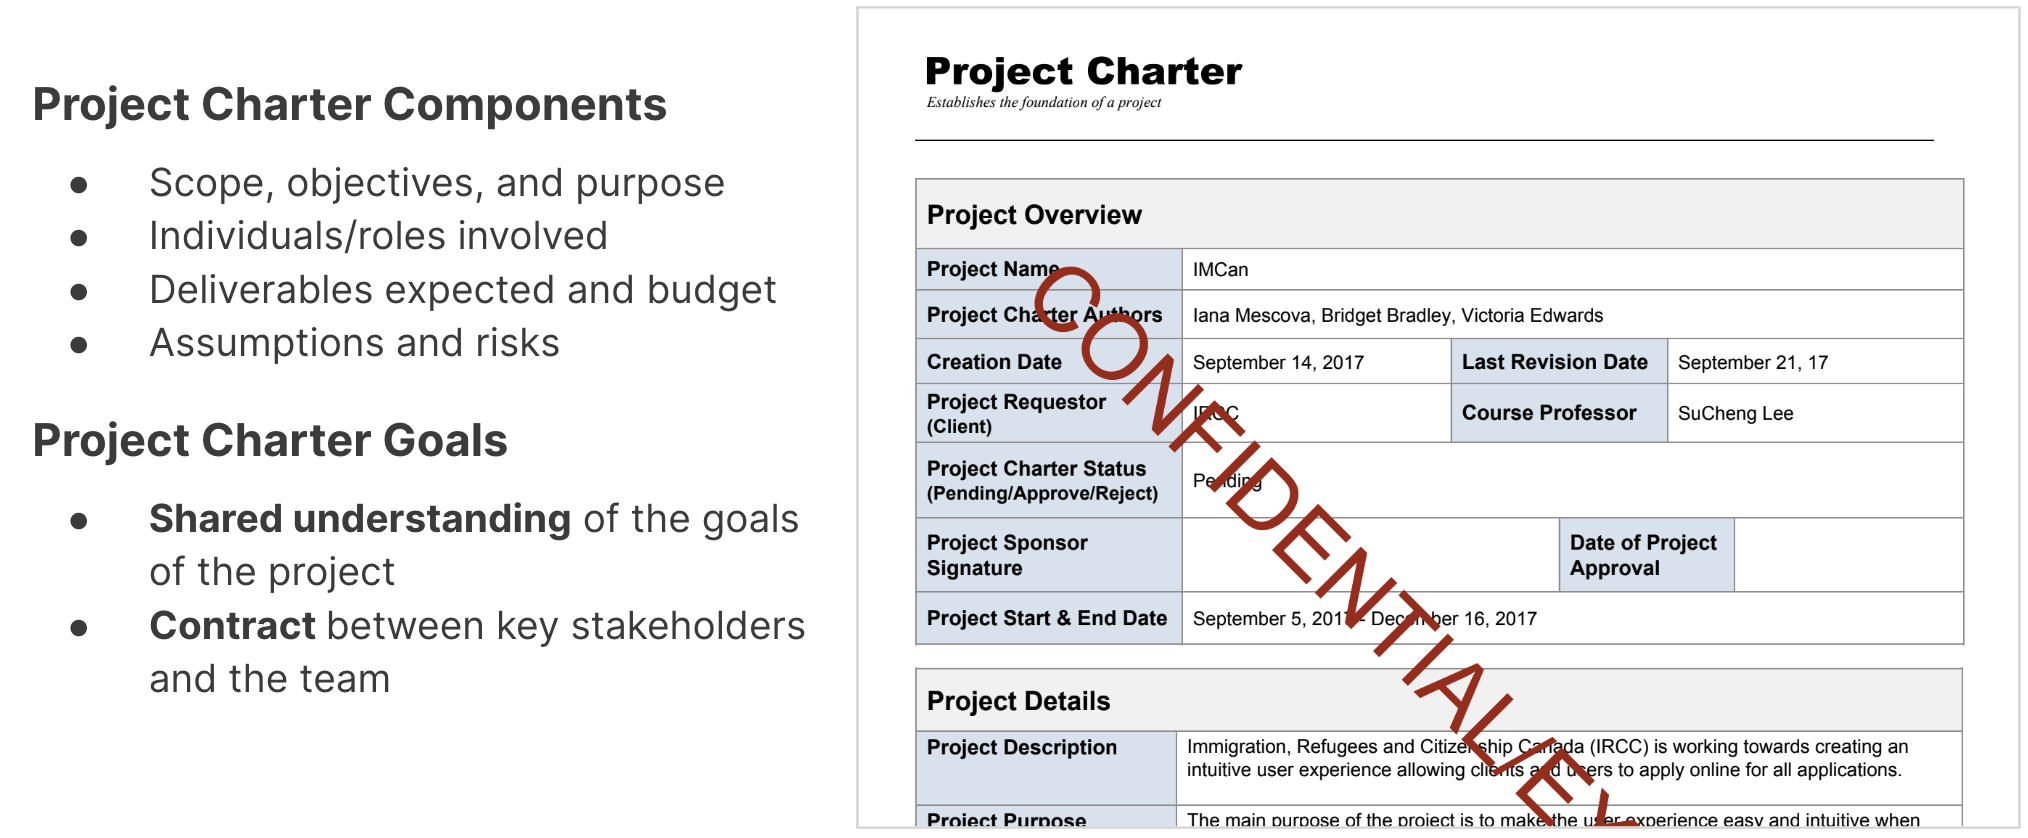 Project Charter Components
● Scope, objectives, and purpose
● Individuals/roles involved
● Deliverables expected and budget
● Assumptions and risks
Project Charter Goals
● Shared understanding of the goals
of the project
● Contract between key stakeholders
and the team
Project Charter
Establishes the foundation of a project
Project Overview
Project Name IMCan
Project Charter Authors Iana Mescova, Bridget Bradley, Victoria Edwards
Creation Date September 14, 2017 Last Revision Date September 21, 17
Project Requestor
(Client) IRCC Course Professor SuCheng Lee
Project Charter Status
(Pending/Approve/Reject) Pending
Project Sponsor
Signature
Date of Project
Approval
Project Start & End Date September 5, 2017 - December 16, 2017
Project Details
Project Description Immigration, Refugees and Citizenship Canada (IRCC) is working towards creating an
intuitive user experience allowing clients and users to apply online for all applications.
Project Purpose The main purpose of the project is to make the user experience easy and intuitive when
CONFIDENTIAL/EX